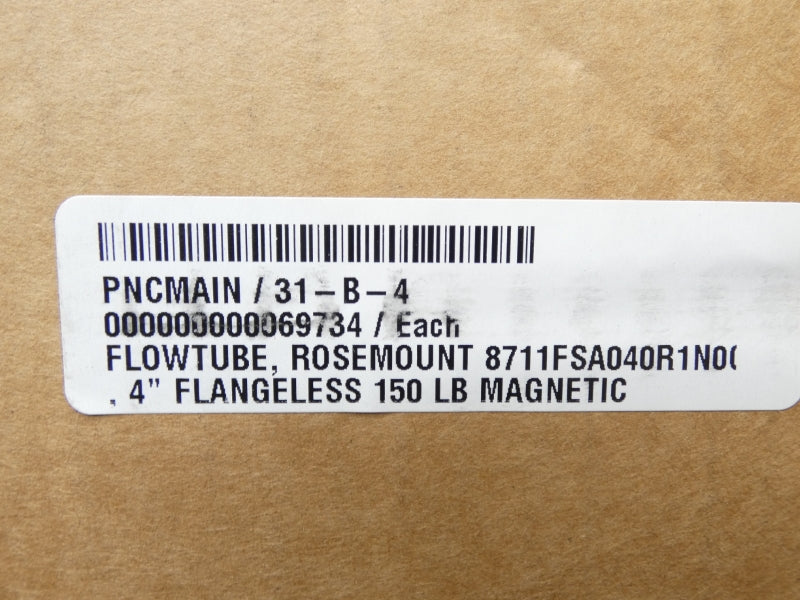 PNCMAIN / 31-B-4
000000000069734 / Each
FLOWTUBE, ROSEMOUNT 8711FSA040R1N0(
, 4" FLANGELESS 150 LB MAGNETIC